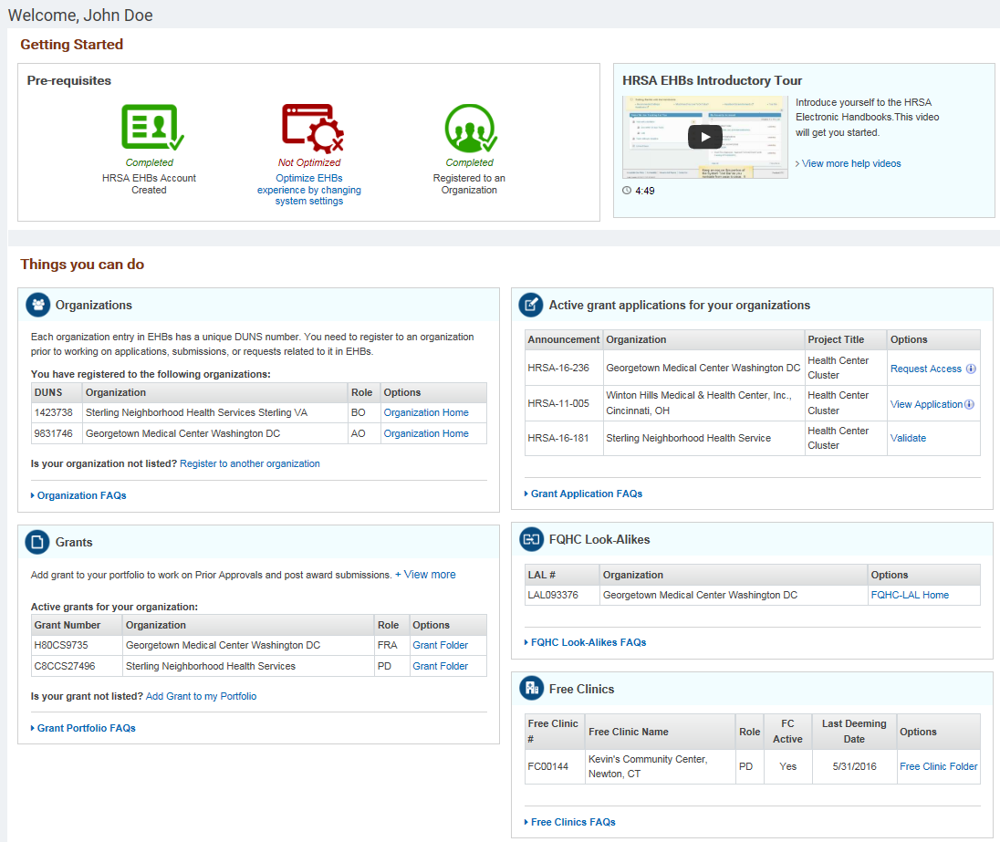 Welcome, John Doe
Getting Started
Pre-requisites
Completed
HRSA EHBs Account
Created
Not Optimized
Optimize EHBs
experience by changing
system settings
Completed
Registered to an
Organization
HRSA EHBs Introductory Tour
Introduce yourself to the HRSA
Electronic Handbooks.This video
will get you started.
> View more help videos
4:49
Things you can do
Organizations
Each organization entry in EHBs has a unique DUNS number. You need to register to an organization
prior to working on applications, submissions, or requests related to it in EHBs.
You have registered to the following organizations:
DUNS Organization Role Options
1423738 Sterling Neighborhood Health Services Sterling VA BO Organization Home
9831746 Georgetown Medical Center Washington DC AO Organization Home
Is your organization not listed? Register to another organization
Organization FAQs
Grants
Add grant to your portfolio to work on Prior Approvals and post award submissions. + View more
Active grants for your organization:
Grant Number Organization Role Options
H80CS9735 Georgetown Medical Center Washington DC FRA Grant Folder
C8CCS27496 Sterling Neighborhood Health Services PD Grant Folder
Is your grant not listed? Add Grant to my Portfolio
Grant Portfolio FAQs
Active grant applications for your organizations
Announcement Organization Project Title Options
HRSA-16-236 Georgetown Medical Center Washington DC Health Center
Cluster Request Access
HRSA-11-005 Winton Hills Medical & Health Center, Inc.,
Cincinnati, OH Health Center
Cluster View Application
HRSA-16-181 Sterling Neighborhood Health Service Health Center
Cluster Validate
Grant Application FAQs
FQHC Look-Alikes
LAL # Organization Options
LAL093376 Georgetown Medical Center Washington DC FQHC-LAL Home
FQHC Look-Alikes FAQs
Free Clinics
Free Clinic
# Free Clinic Name Role FC
Active Last Deeming
Date Options
FC00144 Kevin's Community Center,
Newton, CT PD Yes 5/31/2016 Free Clinic Folder
Free Clinics FAQs